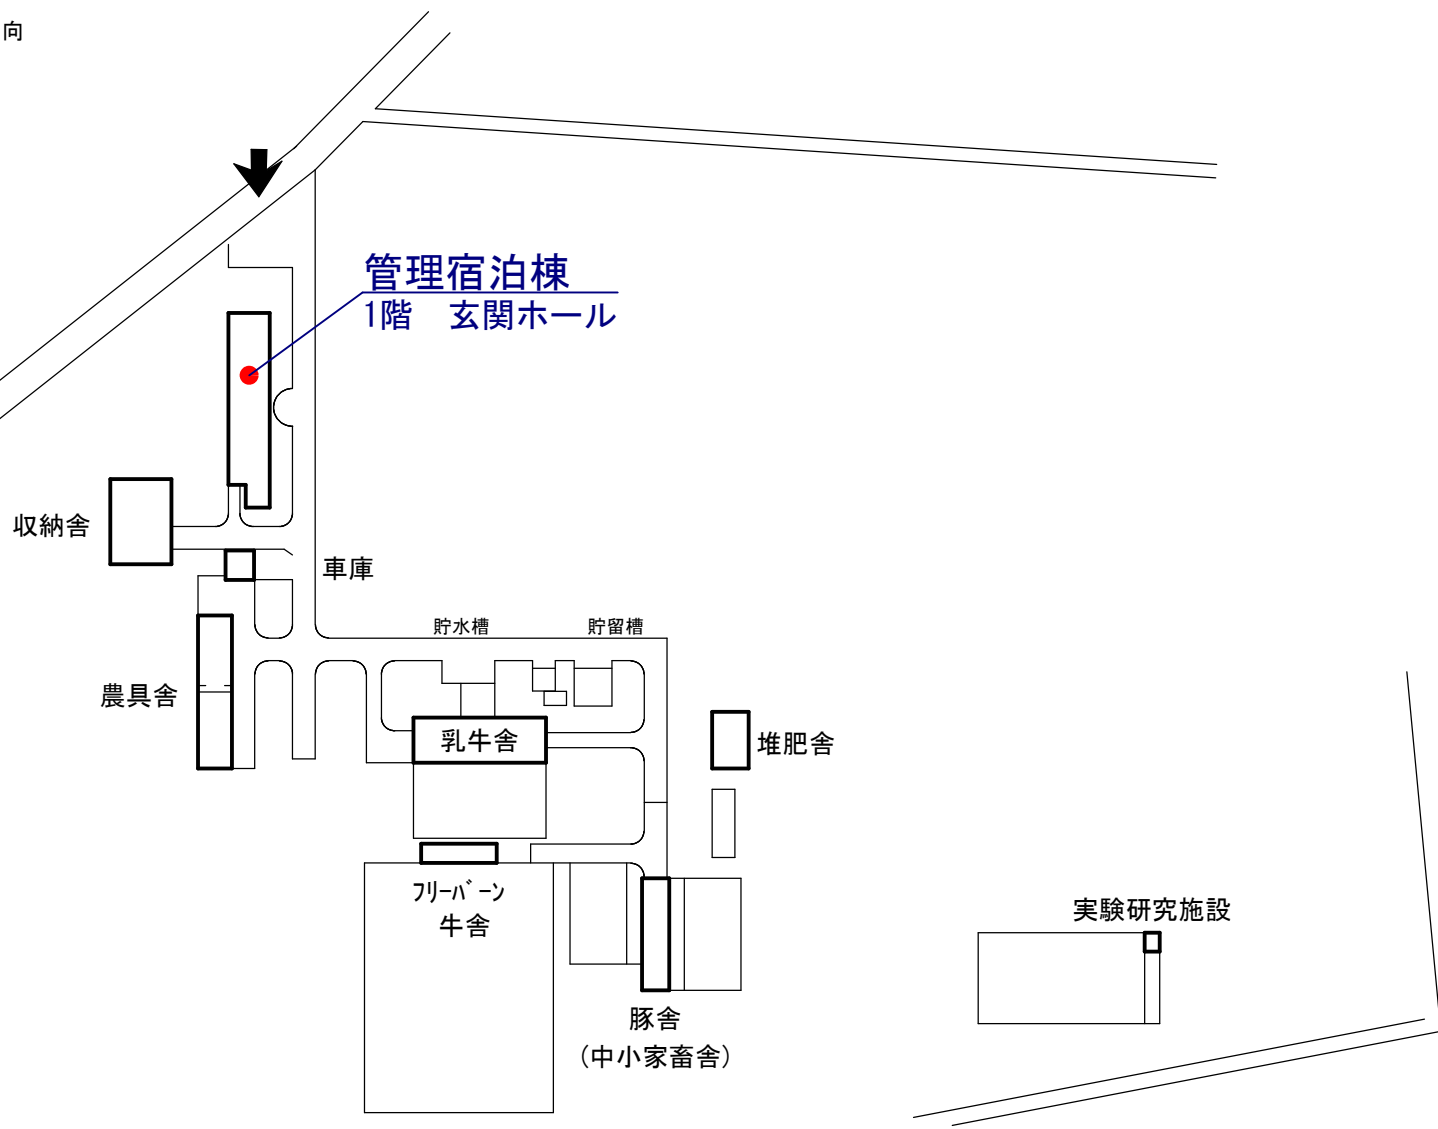 向
管理宿泊棟
1階　玄関ホール
収納舎
車庫
貯水槽
貯留槽
農具舎
乳牛舎
堆肥舎
ﾌﾘｰﾊﾞｰﾝ
牛舎
実験研究施設
豚舎
（中小家畜舎）